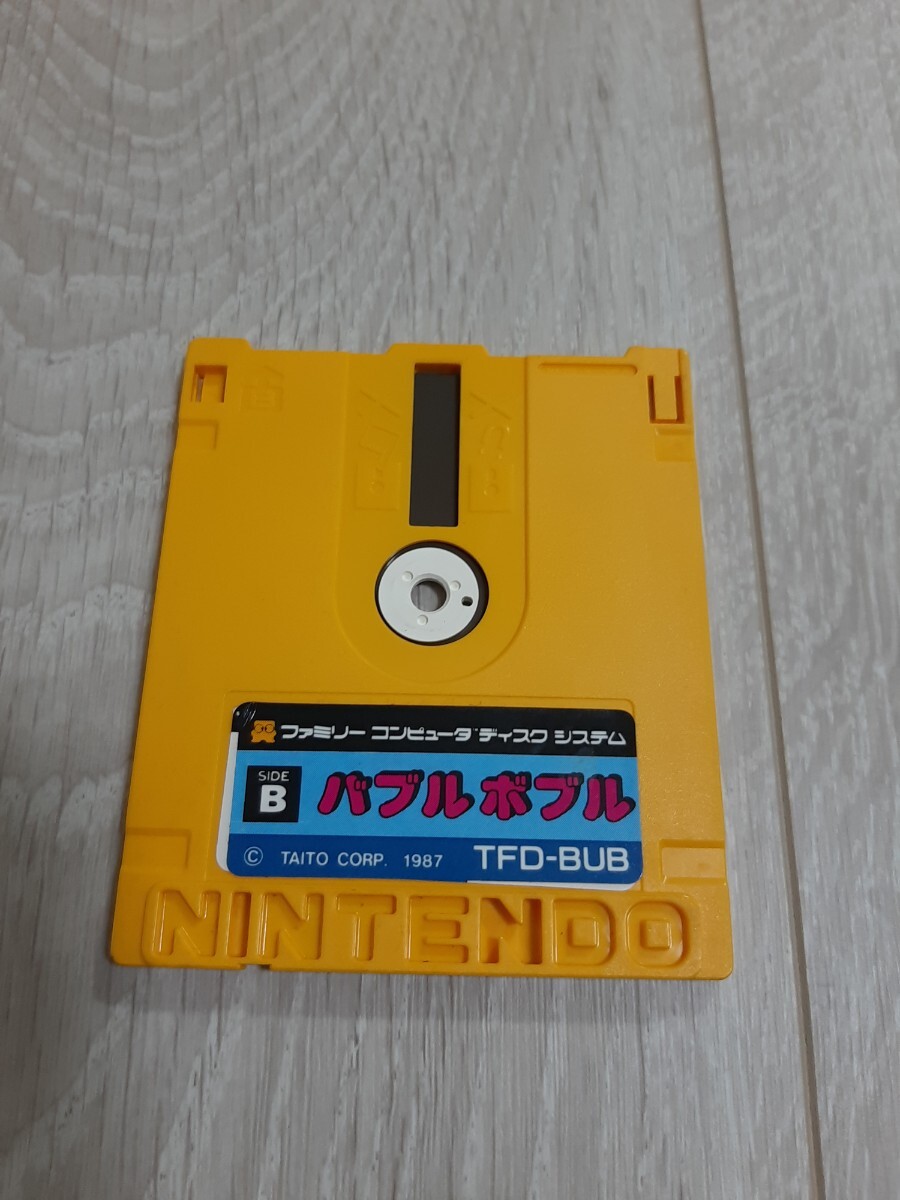 ファミリー コンピュータ ディスク システム
SIDE
B
バブルボブル
© TAITO CORP. 1987 TFD-BUB
NINTENDO